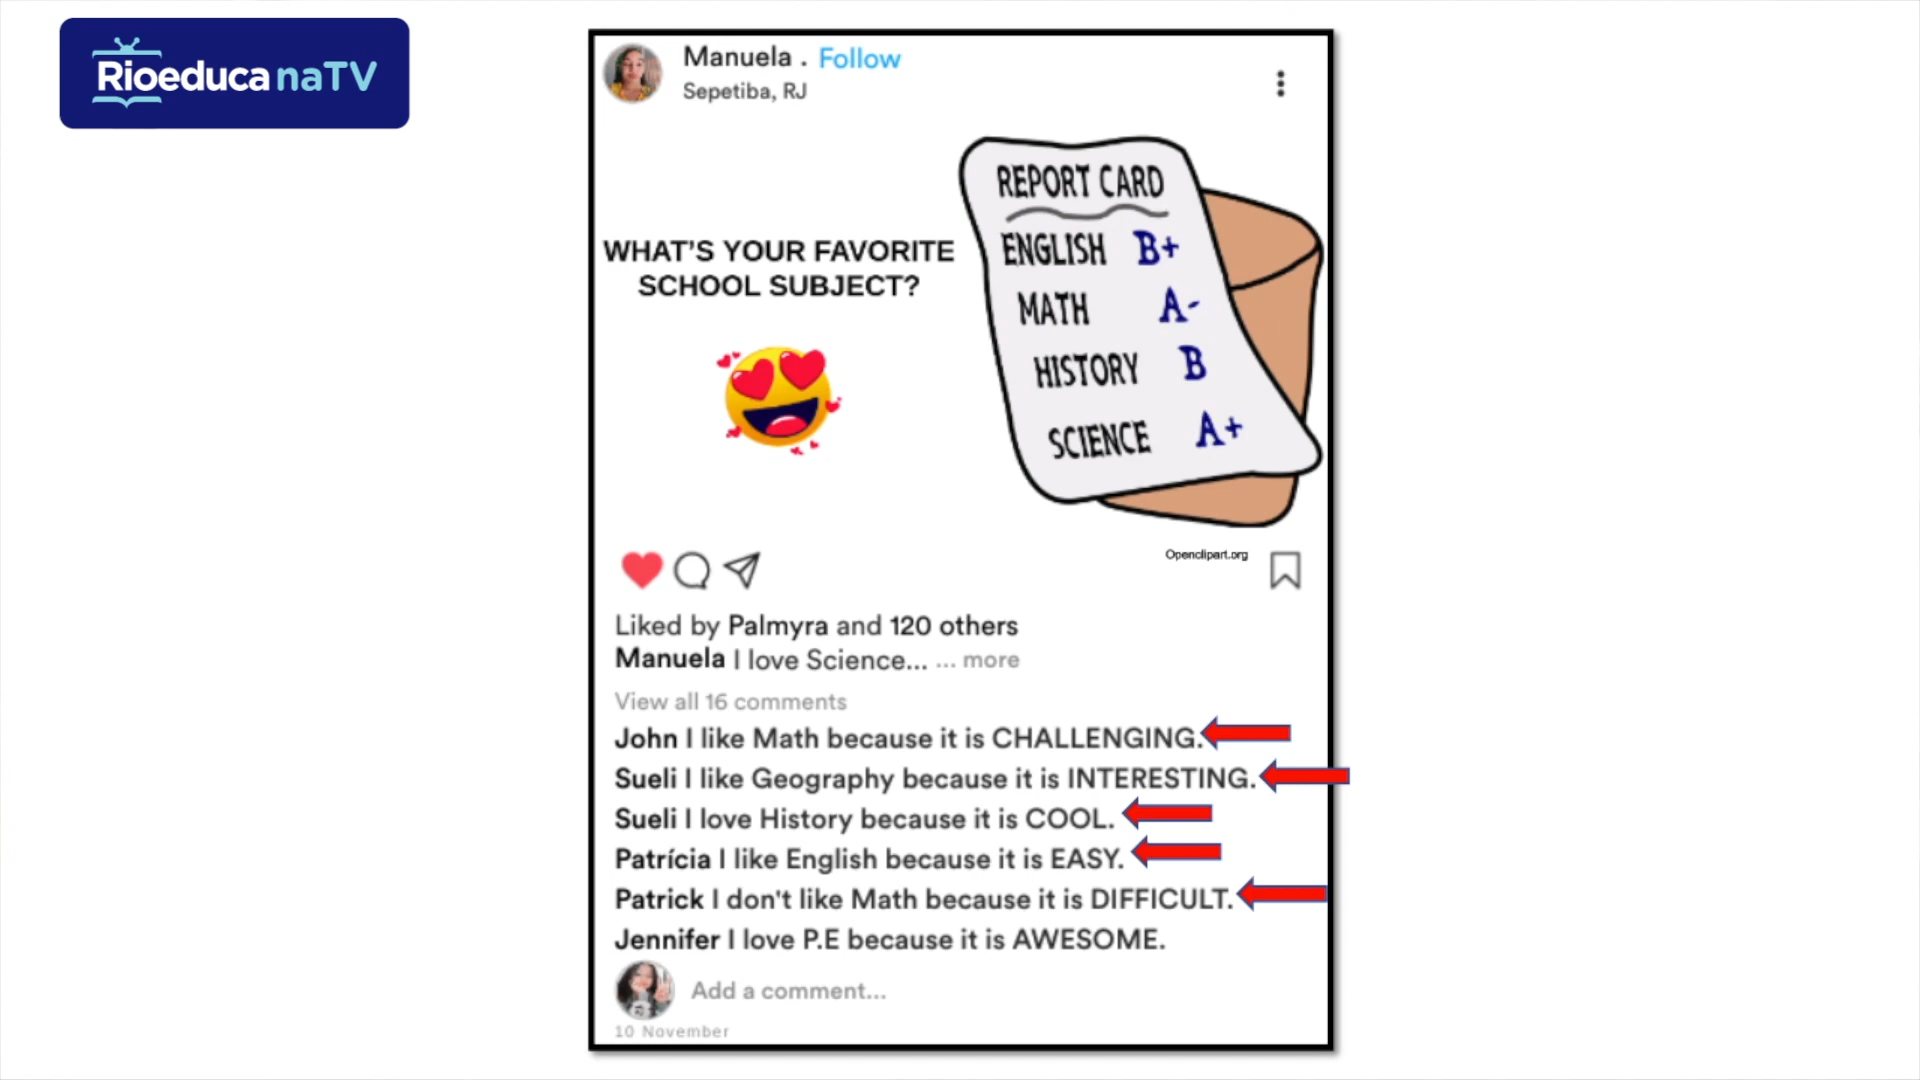 Rioeduca naTV
Manuela . Follow
Sepetiba, RJ
WHAT'S YOUR FAVORITE
SCHOOL SUBJECT?
REPORT CARD
ENGLISH B+
MATH A-
HISTORY B
SCIENCE A+
Openclipart.org
Liked by Palmyra and 120 others
Manuela I love Science... ... more
View all 16 comments
John I like Math because it is CHALLENGING.
Sueli I like Geography because it is INTERESTING.
Sueli I love History because it is COOL.
Patrícia I like English because it is EASY.
Patrick I don't like Math because it is DIFFICULT.
Jennifer I love P.E because it is AWESOME.
Add a comment...
10 November